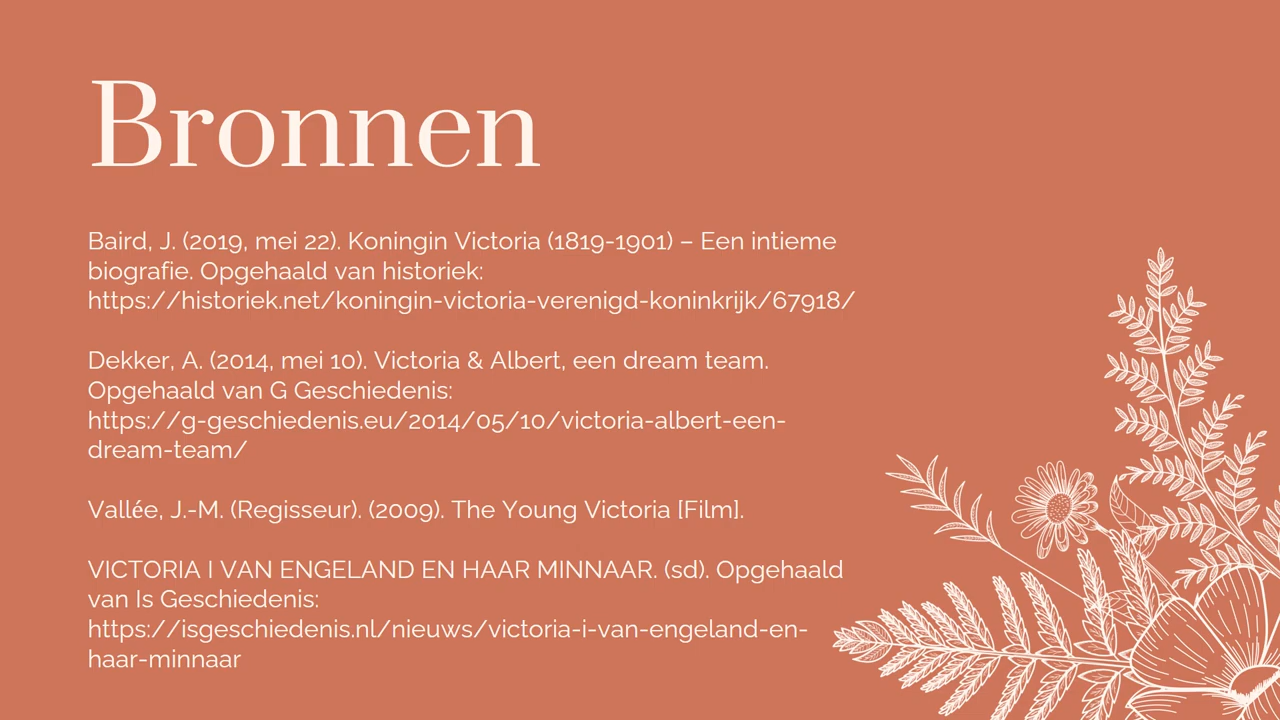 Bronnen
Baird, J. (2019, mei 22). Koningin Victoria (1819-1901) – Een intieme
biografie. Opgehaald van historiek:
https://historiek.net/koningin-victoria-verenigd-koninkrijk/67918/
Dekker, A. (2014, mei 10). Victoria & Albert, een dream team.
Opgehaald van G Geschiedenis:
https://g-geschiedenis.eu/2014/05/10/victoria-albert-een-
dream-team/
Vallée, J.-M. (Regisseur). (2009). The Young Victoria [Film].
VICTORIA I VAN ENGELAND EN HAAR MINNAAR. (sd). Opgehaald
van Is Geschiedenis:
https://isgeschiedenis.nl/nieuws/victoria-i-van-engeland-en-
haar-minnaar